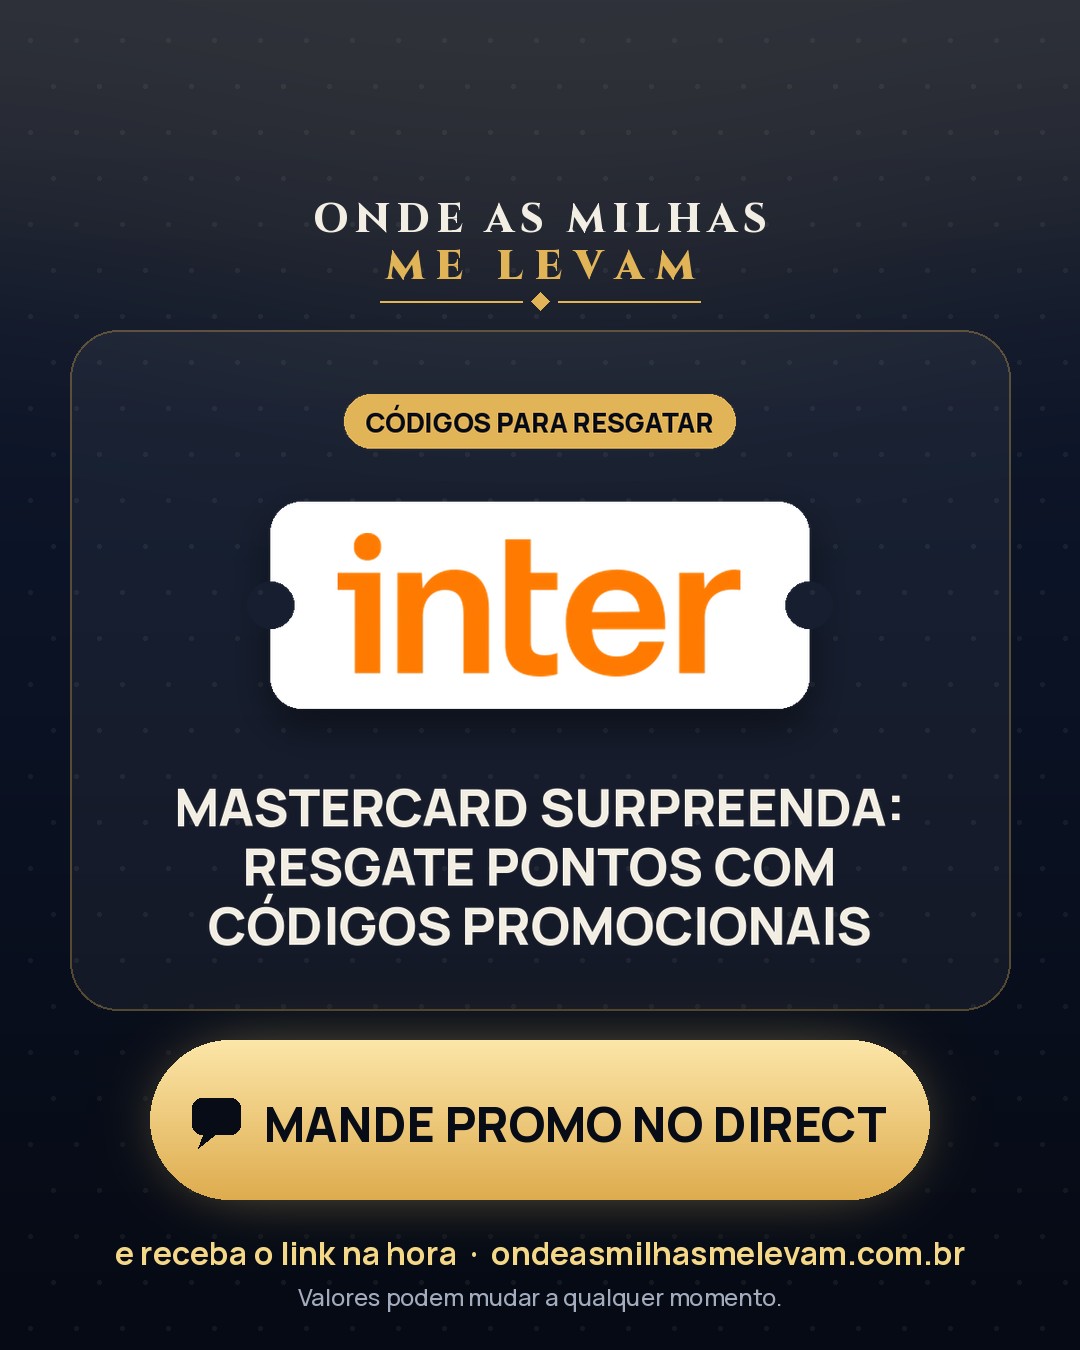 ONDE AS MILHAS
ME LEVAM
CÓDIGOS PARA RESGATAR
inter
MASTERCARD SURPREENDA:
RESGATE PONTOS COM
CÓDIGOS PROMOCIONAIS
MANDE PROMO NO DIRECT
e receba o link na hora · ondeasmilhasmelevam.com.br
Valores podem mudar a qualquer momento.